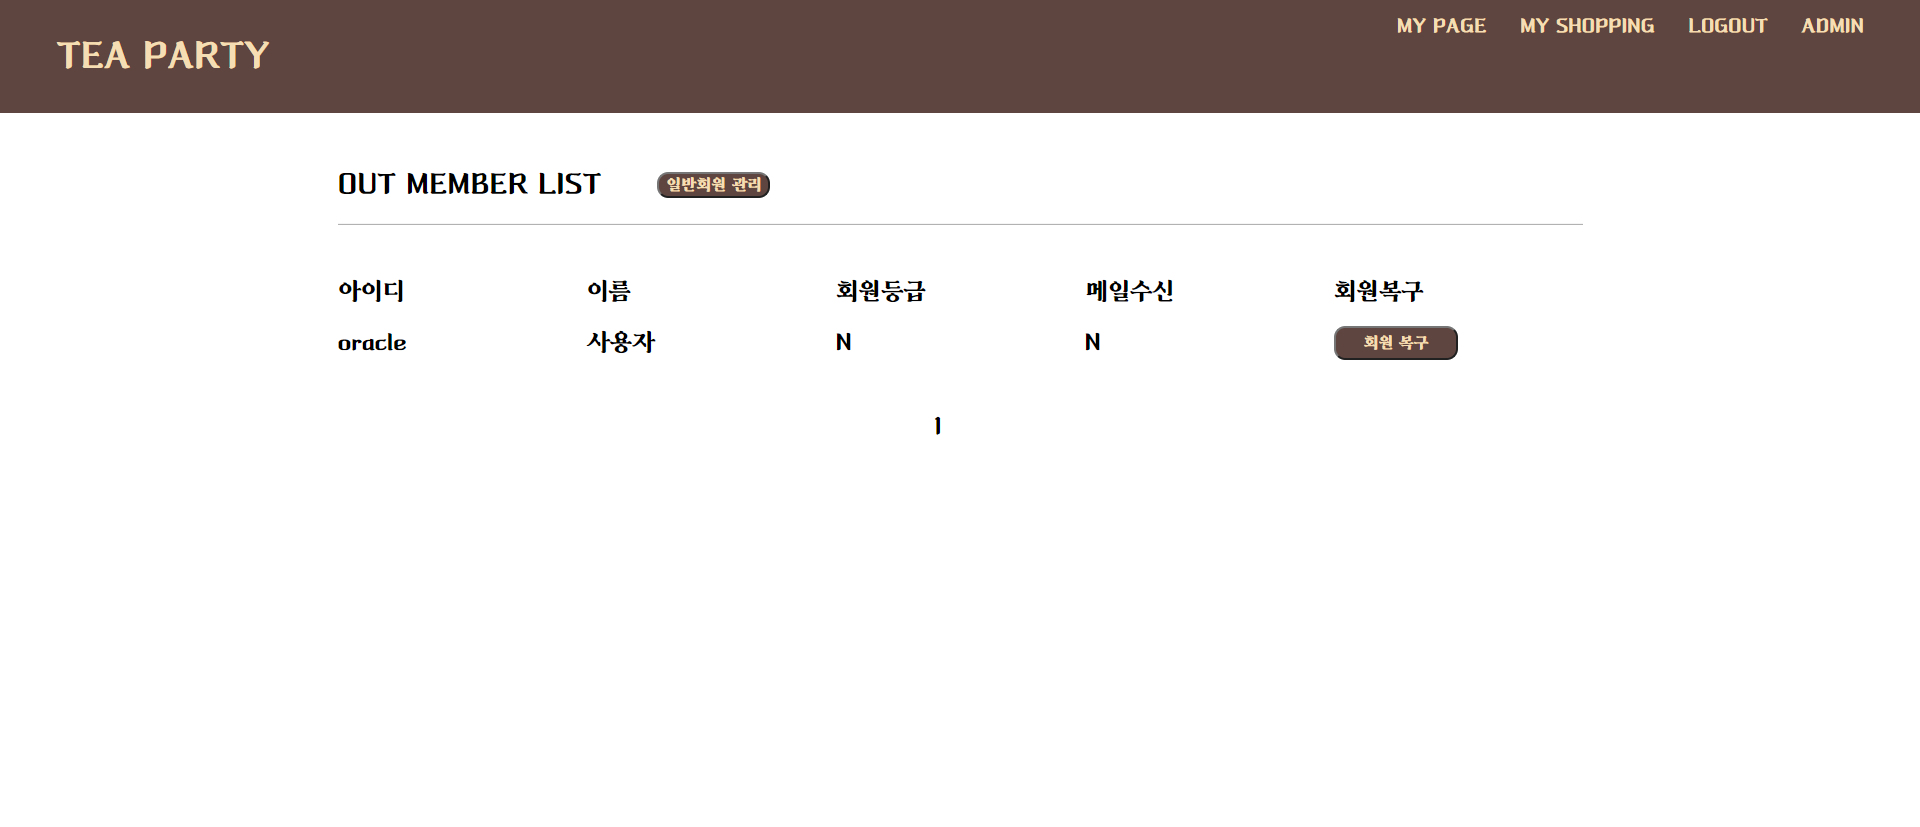 TEA PARTY
MY PAGE MY SHOPPING LOGOUT ADMIN
OUT MEMBER LIST 일반회원 관리
아이디 이름 회원등급 메일수신 회원복구
oracle 사용자 N N 회원 복구
1